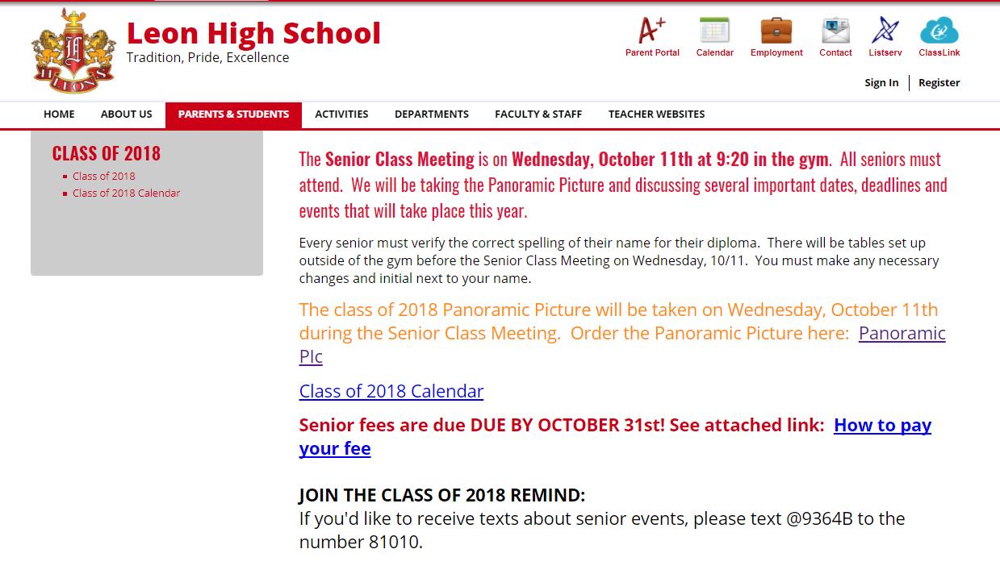 Leon High School
Tradition, Pride, Excellence
Parent Portal
Calendar
Employment
Contact
Listserv
ClassLink
Sign In
Register
HOME
ABOUT US
PARENTS & STUDENTS
ACTIVITIES
DEPARTMENTS
FACULTY & STAFF
TEACHER WEBSITES
CLASS OF 2018
Class of 2018
Class of 2018 Calendar
The Senior Class Meeting is on Wednesday, October 11th at 9:20 in the gym. All seniors must
attend. We will be taking the Panoramic Picture and discussing several important dates, deadlines and
events that will take place this year.
Every senior must verify the correct spelling of their name for their diploma. There will be tables set up
outside of the gym before the Senior Class Meeting on Wednesday, 10/11. You must make any necessary
changes and initial next to your name.
The class of 2018 Panoramic Picture will be taken on Wednesday, October 11th
during the Senior Class Meeting. Order the Panoramic Picture here: Panoramic
PIc
Class of 2018 Calendar
Senior fees are due DUE BY OCTOBER 31st! See attached link: How to pay
your fee
JOIN THE CLASS OF 2018 REMIND:
If you'd like to receive texts about senior events, please text @9364B to the
number 81010.